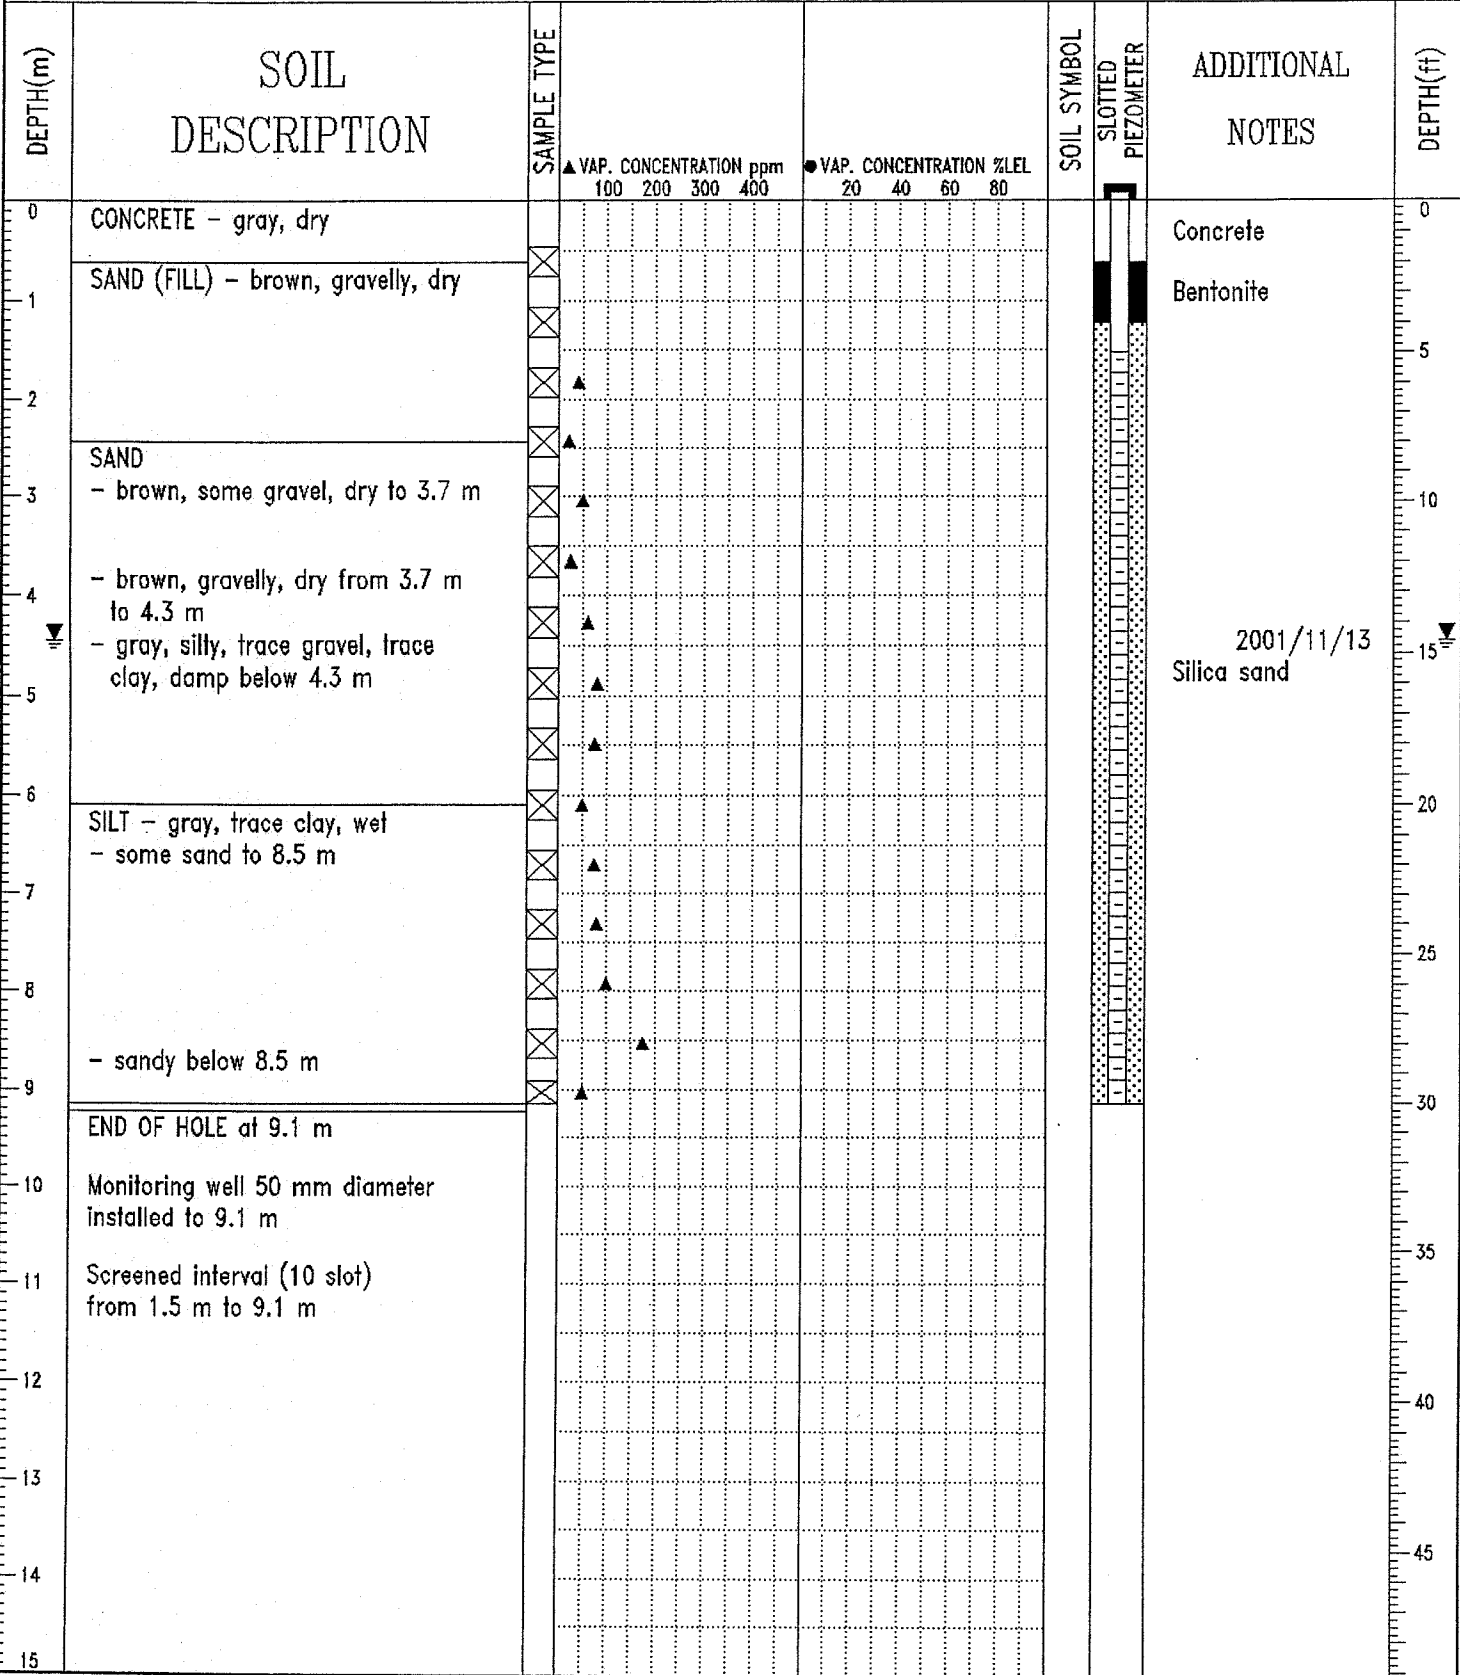 DEPTH(m)
SOIL
DESCRIPTION
SAMPLE TYPE
▲ VAP. CONCENTRATION ppm
100 200 300 400
● VAP. CONCENTRATION %LEL
20 40 60 80
SOIL SYMBOL
SLOTTED
PIEZOMETER
ADDITIONAL
NOTES
DEPTH(ft)
0
CONCRETE - gray, dry
SAND (FILL) - brown, gravelly, dry
1
2
SAND
- brown, some gravel, dry to 3.7 m
3
- brown, gravelly, dry from 3.7 m
to 4.3 m
4
- gray, silty, trace gravel, trace
clay, damp below 4.3 m
5
6
SILT - gray, trace clay, wet
- some sand to 8.5 m
7
8
- sandy below 8.5 m
9
END OF HOLE at 9.1 m
10
Monitoring well 50 mm diameter
installed to 9.1 m
11
Screened interval (10 slot)
from 1.5 m to 9.1 m
12
13
14
15
Concrete
Bentonite
2001/11/13
Silica sand
0
5
10
15
20
25
30
35
40
45